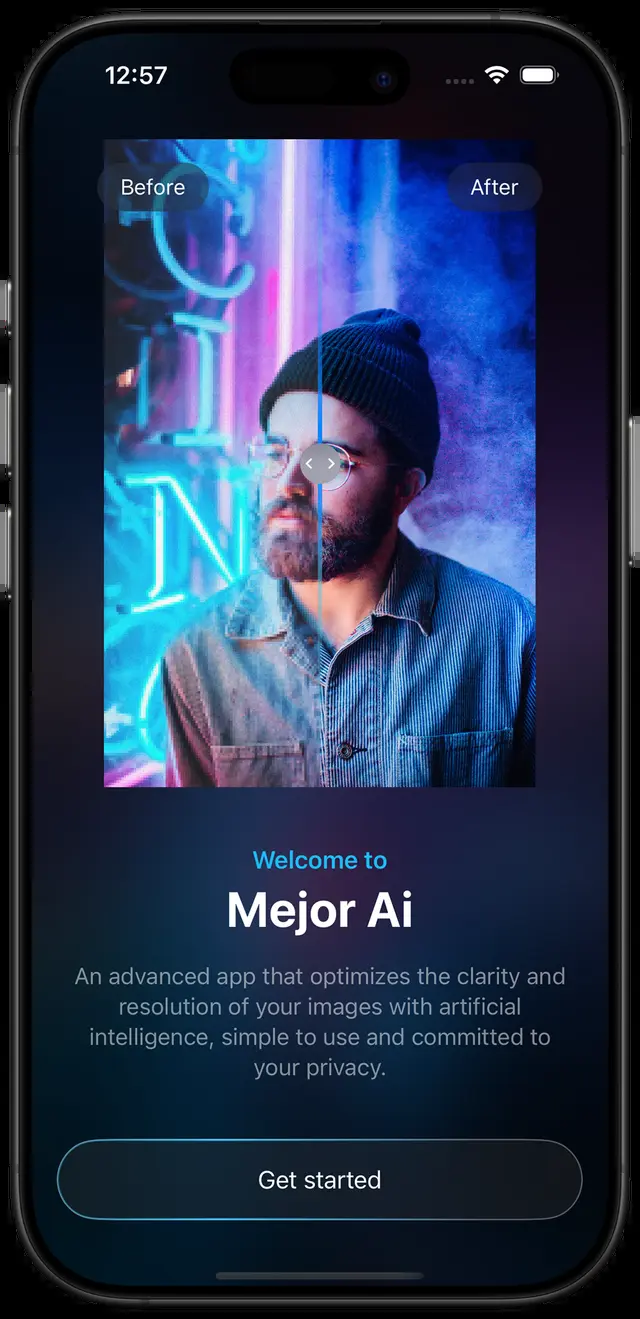 12:57
Before
After
N
Welcome to
Mejor Ai
An advanced app that optimizes the clarity and
resolution of your images with artificial
intelligence, simple to use and committed to
your privacy.
Get started